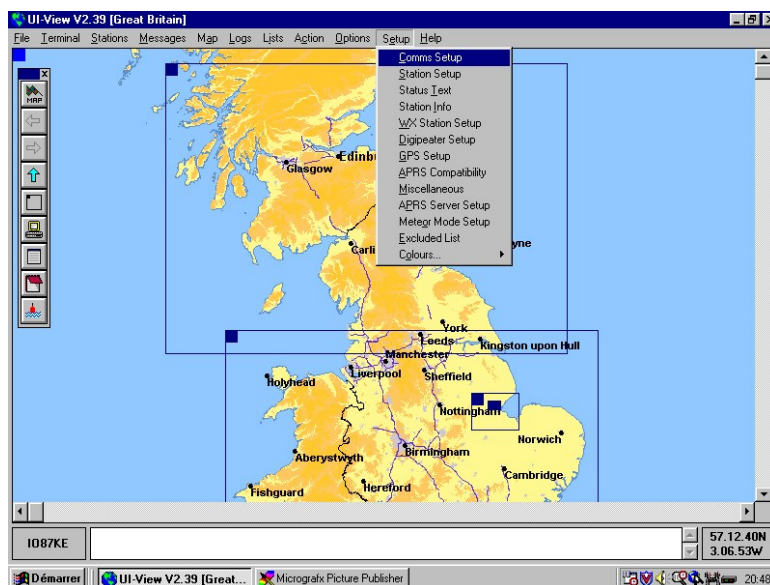 UI-View V2.39 [Great Britain]
File Terminal Stations Messages Map Logs Lists Action Options Setup Help
Comms Setup
Station Setup
Status Text
Station Info
WX Station Setup
Digipeater Setup
GPS Setup
APRS Compatibility
Miscellaneous
APRS Server Setup
Meteor Mode Setup
Excluded List
Colours...
MAP
Edinb
Glasgow
Carli
yne
York
Leeds
Kingston upon Hull
Manchester
Liverpool
Sheffield
Holyhead
Nottingham
Norwich
Birmingham
Aberystwyth
Cambridge
Fishguard
Hereford
IO87KE
57.12.40N
3.06.53W
Démarrer
UI-View V2.39 [Great...
Micrografx Picture Publisher
20:49